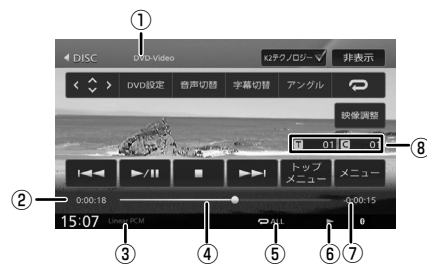 ①
◀ DISC DVD-Video K2テクノロジー ✓ 非表示
DVD設定 音声切替 字幕切替 アングル
映像調整
T 01 C 01 ⑧
トップメニュー メニュー
② 0:00:18 -0:00:15
15:07 Linear PCM ALL 0
③ ④ ⑤ ⑥ ⑦